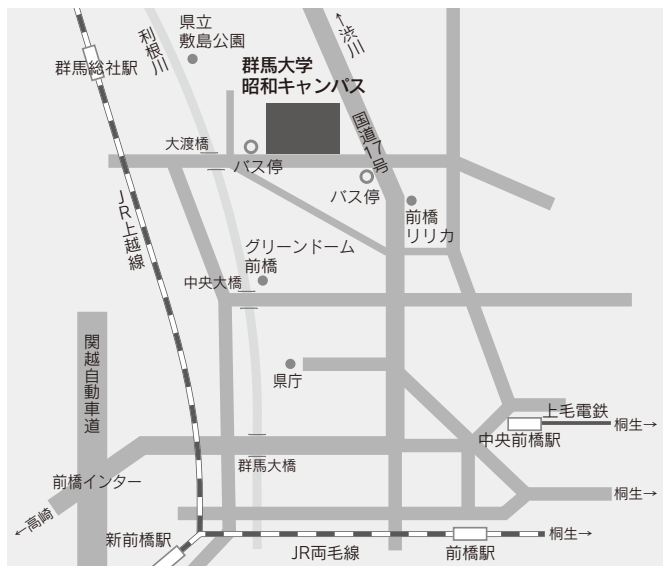 県立
敷島公園
↑渋川
利根川
群馬総社駅
群馬大学
昭和キャンパス
国道17号
大渡橋
バス停
バス停
前橋
リリカ
JR上越線
グリーンドーム
前橋
中央大橋
関越自動車道
県庁
上毛電鉄
桐生→
中央前橋駅
群馬大橋
前橋インター
桐生→
←高崎
新前橋駅
JR両毛線
前橋駅
桐生→